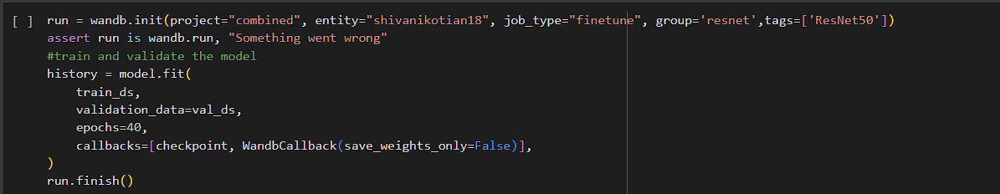 [ ] run = wandb.init(project="combined", entity="shivanikotian18", job_type="finetune", group='resnet',tags=['ResNet50'])
assert run is wandb.run, "Something went wrong"
#train and validate the model
history = model.fit(
    train_ds,
    validation_data=val_ds,
    epochs=40,
    callbacks=[checkpoint, WandbCallback(save_weights_only=False)],
)
run.finish()